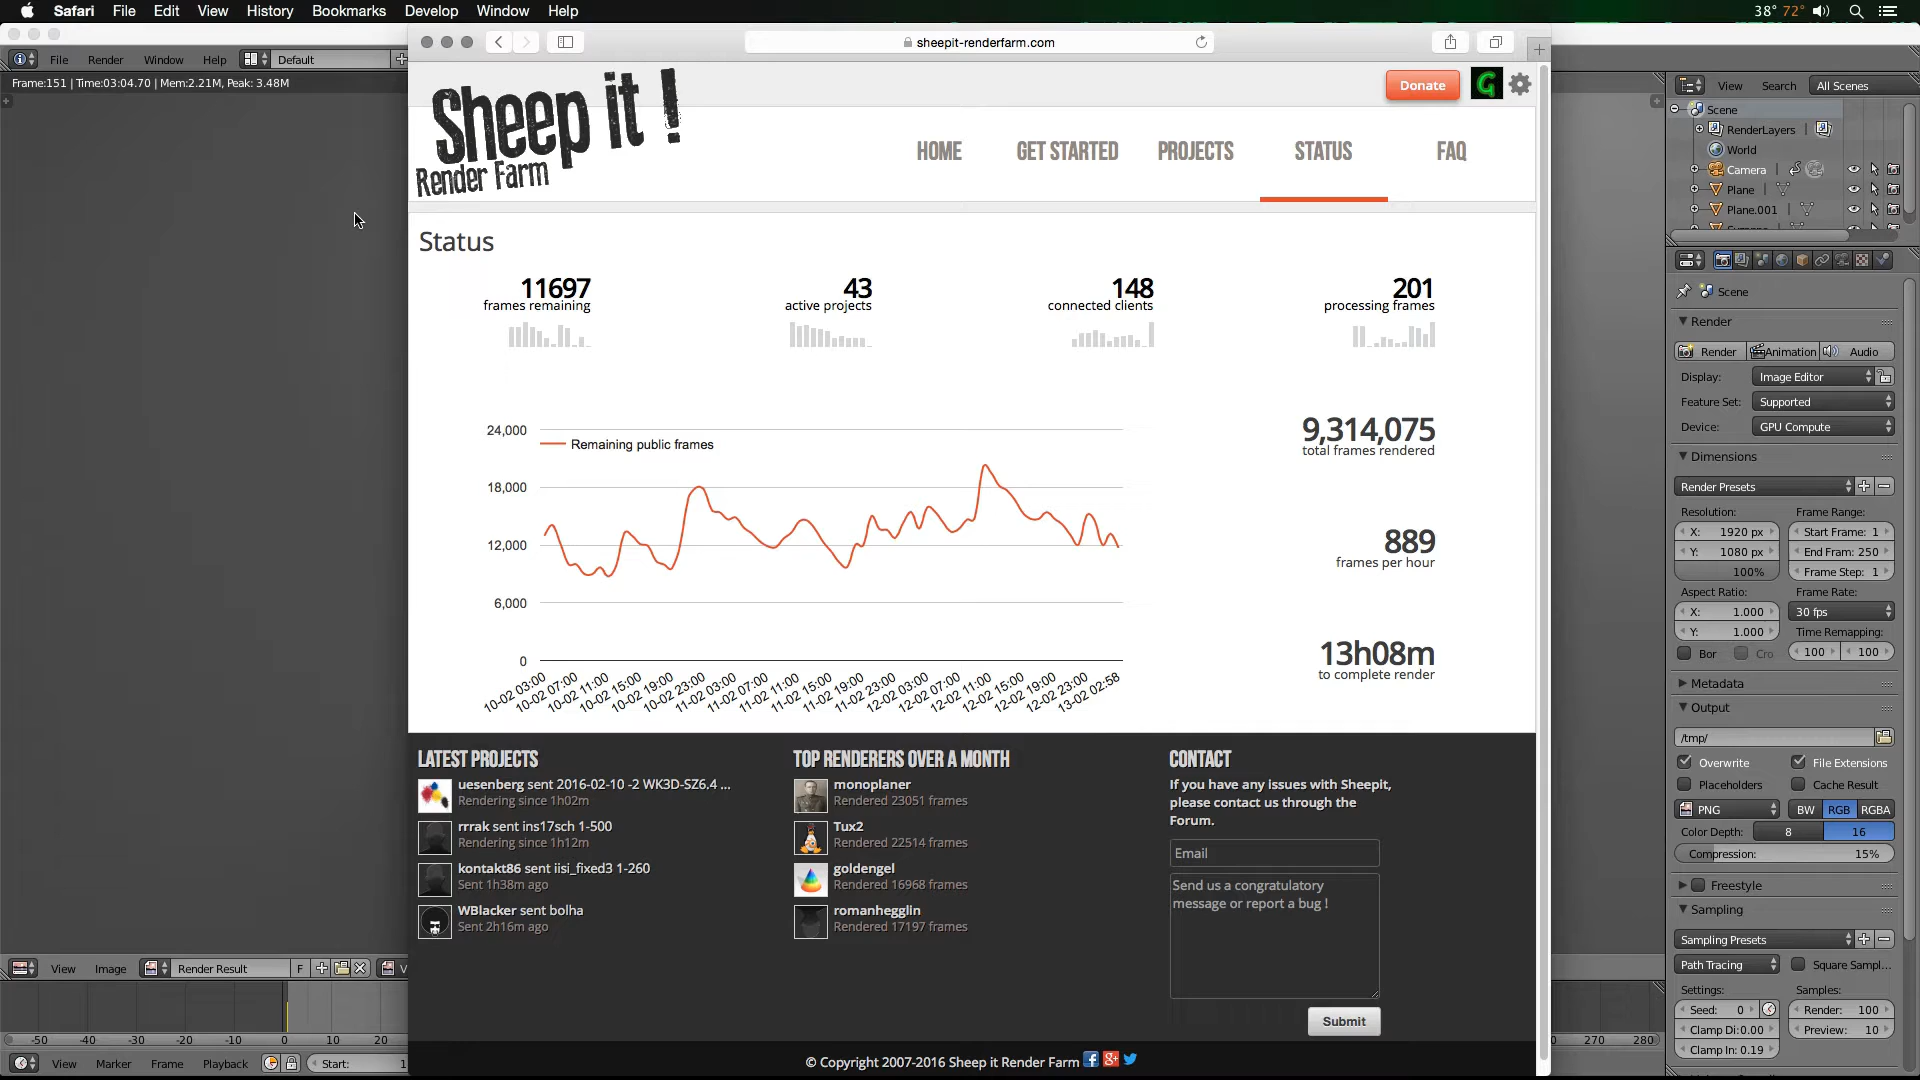 Safari File Edit View History Bookmarks Develop Window Help
38° 72°
File Render Window Help Default
Frame:151 | Time:03:04.70 | Mem:2.21M, Peak: 3.48M
sheepit-renderfarm.com
Sheep it !
Render Farm
Donate
HOME GET STARTED PROJECTS STATUS FAQ
Status
11697
frames remaining
43
active projects
148
connected clients
201
processing frames
24,000
18,000
12,000
6,000
0
Remaining public frames
10-02 03:00
10-02 07:00
10-02 11:00
10-02 15:00
10-02 19:00
10-02 23:00
11-02 03:00
11-02 07:00
11-02 11:00
11-02 15:00
11-02 19:00
11-02 23:00
12-02 03:00
12-02 07:00
12-02 11:00
12-02 15:00
12-02 19:00
12-02 23:00
13-02 02:58
9,314,075
total frames rendered
889
frames per hour
13h08m
to complete render
LATEST PROJECTS
uesenberg sent 2016-02-10 -2 WK3D-SZ6.4 ...
Rendering since 1h02m
rrrak sent ins17sch 1-500
Rendering since 1h12m
kontakt86 sent iisi_fixed3 1-260
Sent 1h38m ago
WBlacker sent bolha
Sent 2h16m ago
TOP RENDERERS OVER A MONTH
monoplaner
Rendered 23051 frames
Tux2
Rendered 22514 frames
goldengel
Rendered 16968 frames
romanhegglin
Rendered 17197 frames
CONTACT
If you have any issues with Sheepit,
please contact us through the
Forum.
Email
Send us a congratulatory
message or report a bug !
Submit
© Copyright 2007-2016 Sheep it Render Farm
View Image Render Result F
-50 -40 -30 -20 -10 0 10 20
View Marker Frame Playback Start: 1
270 280
View Search All Scenes
Scene
RenderLayers
World
Camera
Plane
Plane.001
Scene
Render
Render Animation Audio
Display: Image Editor
Feature Set: Supported
Device: GPU Compute
Dimensions
Render Presets
Resolution: Frame Range:
X: 1920 px Start Frame: 1
Y: 1080 px End Fram: 250
100% Frame Step: 1
Aspect Ratio: Frame Rate:
X: 1.000 30 fps
Y: 1.000 Time Remapping:
Bor Cro 100 100
Metadata
Output
/tmp/
Overwrite File Extensions
Placeholders Cache Result
PNG BW RGB RGBA
Color Depth: 8 16
Compression: 15%
Freestyle
Sampling
Sampling Presets
Path Tracing Square Sampl...
Settings: Samples:
Seed: 0 Render: 100
Clamp Di:0.00 Preview: 10
Clamp In: 0.19